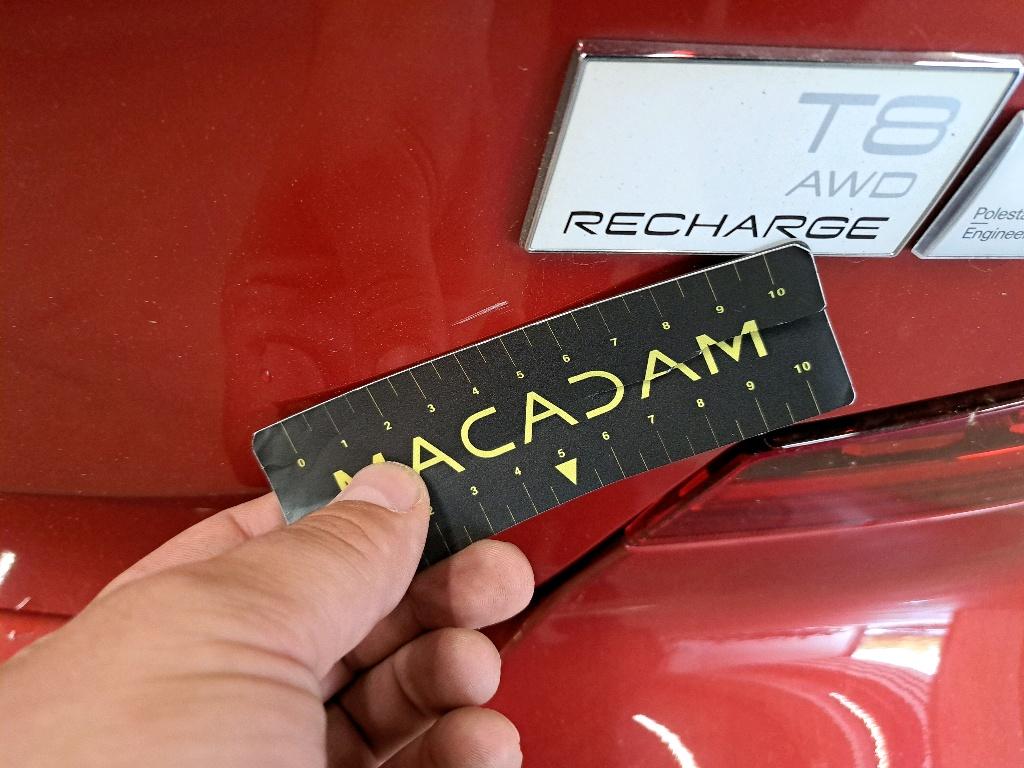 T8
AWD
RECHARGE
Polesta
Enginee
0 1 2 3 4 5 6 7 8 9 10
MACADAM
2 3 4 5 6 7 8 9 10